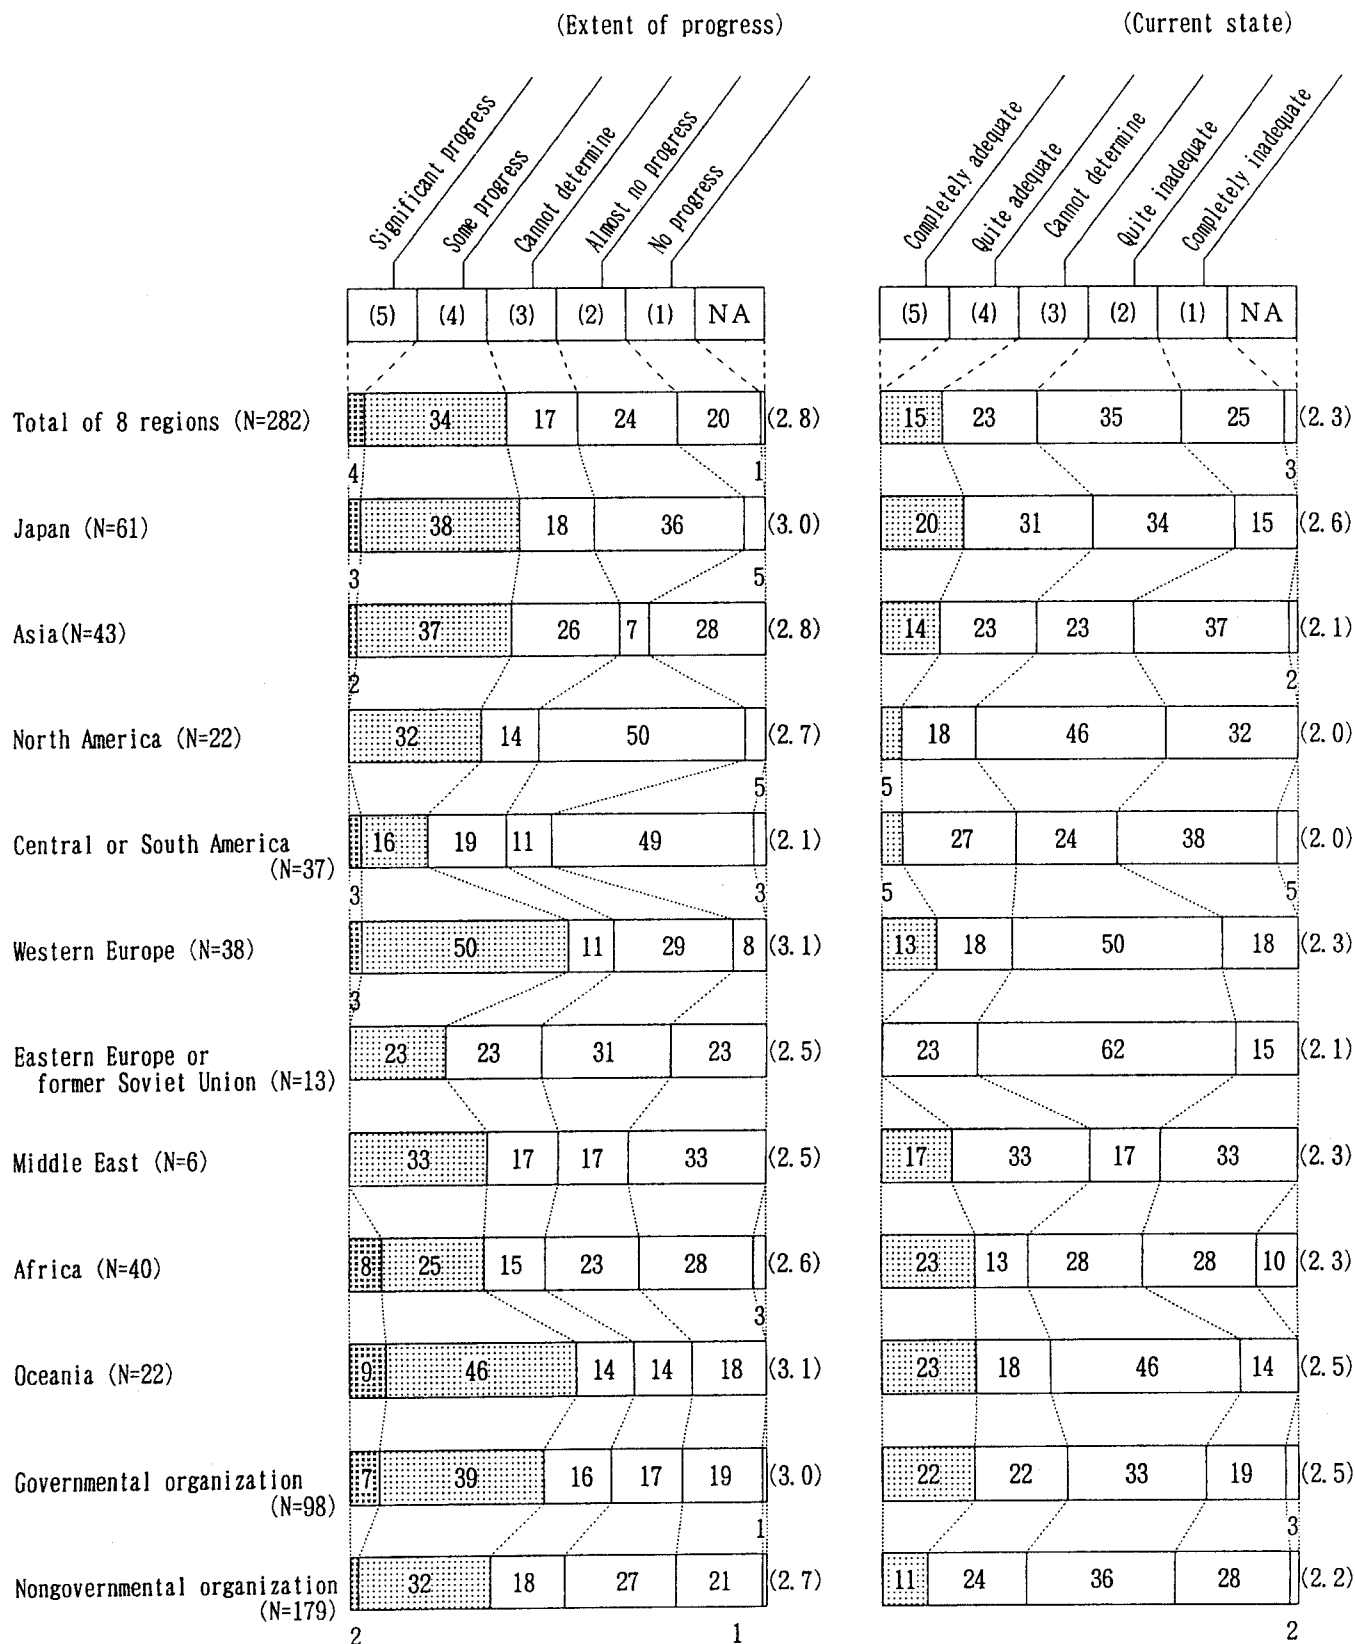 (Extent of progress) (Current state)
Significant progress
Some progress
Cannot determine
Almost no progress
No progress
Completely adequate
Quite adequate
Cannot determine
Quite inadequate
Completely inadequate
(5) (4) (3) (2) (1) NA (5) (4) (3) (2) (1) NA
Total of 8 regions (N=282) 34 17 24 20 (2.8) 15 23 35 25 (2.3)
4 1 3
Japan (N=61) 38 18 36 (3.0) 20 31 34 15 (2.6)
3 5
Asia(N=43) 37 26 7 28 (2.8) 14 23 23 37 (2.1)
2 2
North America (N=22) 32 14 50 (2.7) 18 46 32 (2.0)
5 5
Central or South America 16 19 11 49 (2.1) 27 24 38 (2.0)
(N=37)
3 3 5 5
Western Europe (N=38) 50 11 29 8 (3.1) 13 18 50 18 (2.3)
3
Eastern Europe or 23 23 31 23 (2.5) 23 62 15 (2.1)
former Soviet Union (N=13)
Middle East (N=6) 33 17 17 33 (2.5) 17 33 17 33 (2.3)
Africa (N=40) 8 25 15 23 28 (2.6) 23 13 28 28 10 (2.3)
3
Oceania (N=22) 9 46 14 14 18 (3.1) 23 18 46 14 (2.5)
Governmental organization 7 39 16 17 19 (3.0) 22 22 33 19 (2.5)
(N=98)
1 3
Nongovernmental organization 32 18 27 21 (2.7) 11 24 36 28 (2.2)
(N=179)
2 1 2